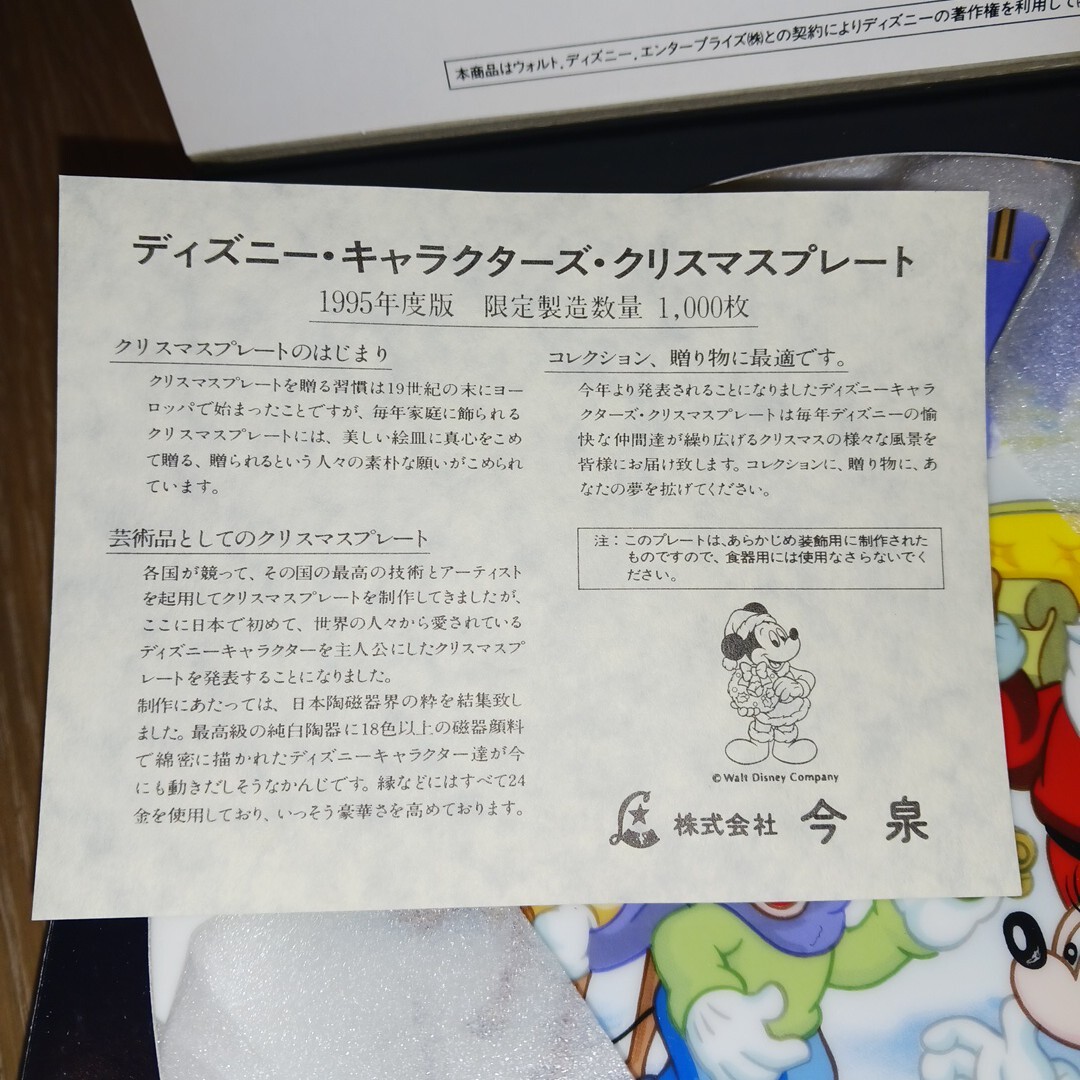 本商品はウォルト.ディズニー.エンタープライズ㈱との契約によりディズニーの著作権を利用して
ディズニー・キャラクターズ・クリスマスプレート
1995年度版　限定製造数量 1,000枚
クリスマスプレートのはじまり
クリスマスプレートを贈る習慣は19世紀の末にヨー
ロッパで始まったことですが、毎年家庭に飾られる
クリスマスプレートには、美しい絵皿に真心をこめ
て贈る、贈られるという人々の素朴な願いがこめられ
ています。
芸術品としてのクリスマスプレート
各国が競って、その国の最高の技術とアーティスト
を起用してクリスマスプレートを制作してきましたが、
ここに日本で初めて、世界の人々から愛されている
ディズニーキャラクターを主人公にしたクリスマスプ
レートを発表することになりました。
制作にあたっては、日本陶磁器界の粋を結集致し
ました。最高級の純白陶器に18色以上の磁器顔料
で綿密に描かれたディズニーキャラクター達が今
にも動きだしそうなかんじです。縁などにはすべて24
金を使用しており、いっそう豪華さを高めております。
コレクション、贈り物に最適です。
今年より発表されることになりましたディズニーキャラ
クターズ・クリスマスプレートは毎年ディズニーの愉
快な仲間達が繰り広げるクリスマスの様々な風景を
皆様にお届け致します。コレクションに、贈り物に、あ
なたの夢を拡げてください。
注：このプレートは、あらかじめ装飾用に制作された
ものですので、食器用には使用なさらないでく
ださい。
© Walt Disney Company
株式会社 今泉